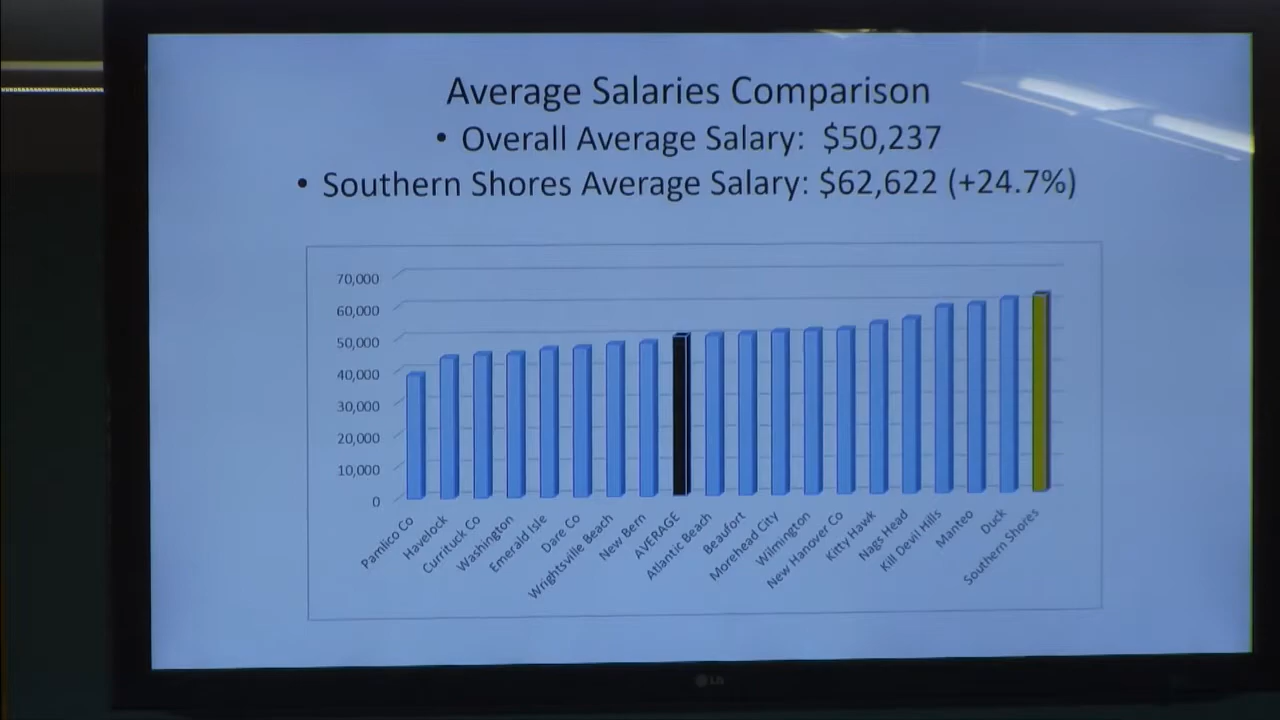 Average Salaries Comparison
• Overall Average Salary: $50,237
• Southern Shores Average Salary: $62,622 (+24.7%)
70,000
60,000
50,000
40,000
30,000
20,000
10,000
0
Pamlico Co
Havelock
Currituck Co
Washington
Emerald Isle
Dare Co
Wrightsville Beach
New Bern
AVERAGE
Atlantic Beach
Beaufort
Morehead City
Wilmington
New Hanover Co
Kitty Hawk
Nags Head
Kill Devil Hills
Manteo
Duck
Southern Shores
LG